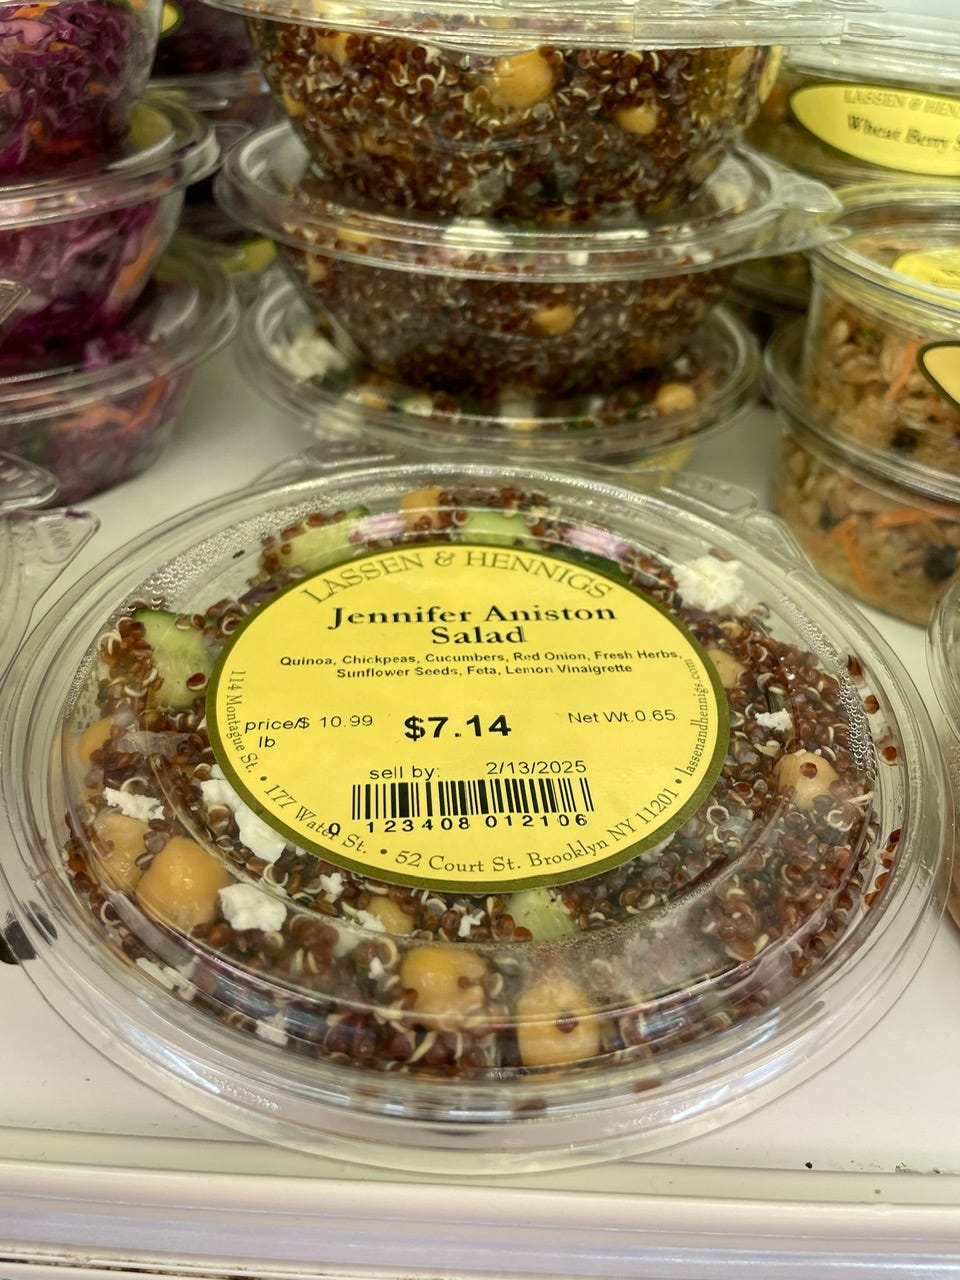 LASSEN & HENNIGS
Jennifer Aniston
Salad
Quinoa, Chickpeas, Cucumbers, Red Onion, Fresh Herbs,
Sunflower Seeds, Feta, Lemon Vinaigrette
price/$ 10.99
lb
$7.14
Net Wt.0.65
sell by: 2/13/2025
0 123408 012106
114 Montague St. • 177 Water St. • 52 Court St. Brooklyn NY 11201 • lassenandhennigs.com
LASSEN & HEN
Wheat Berry S